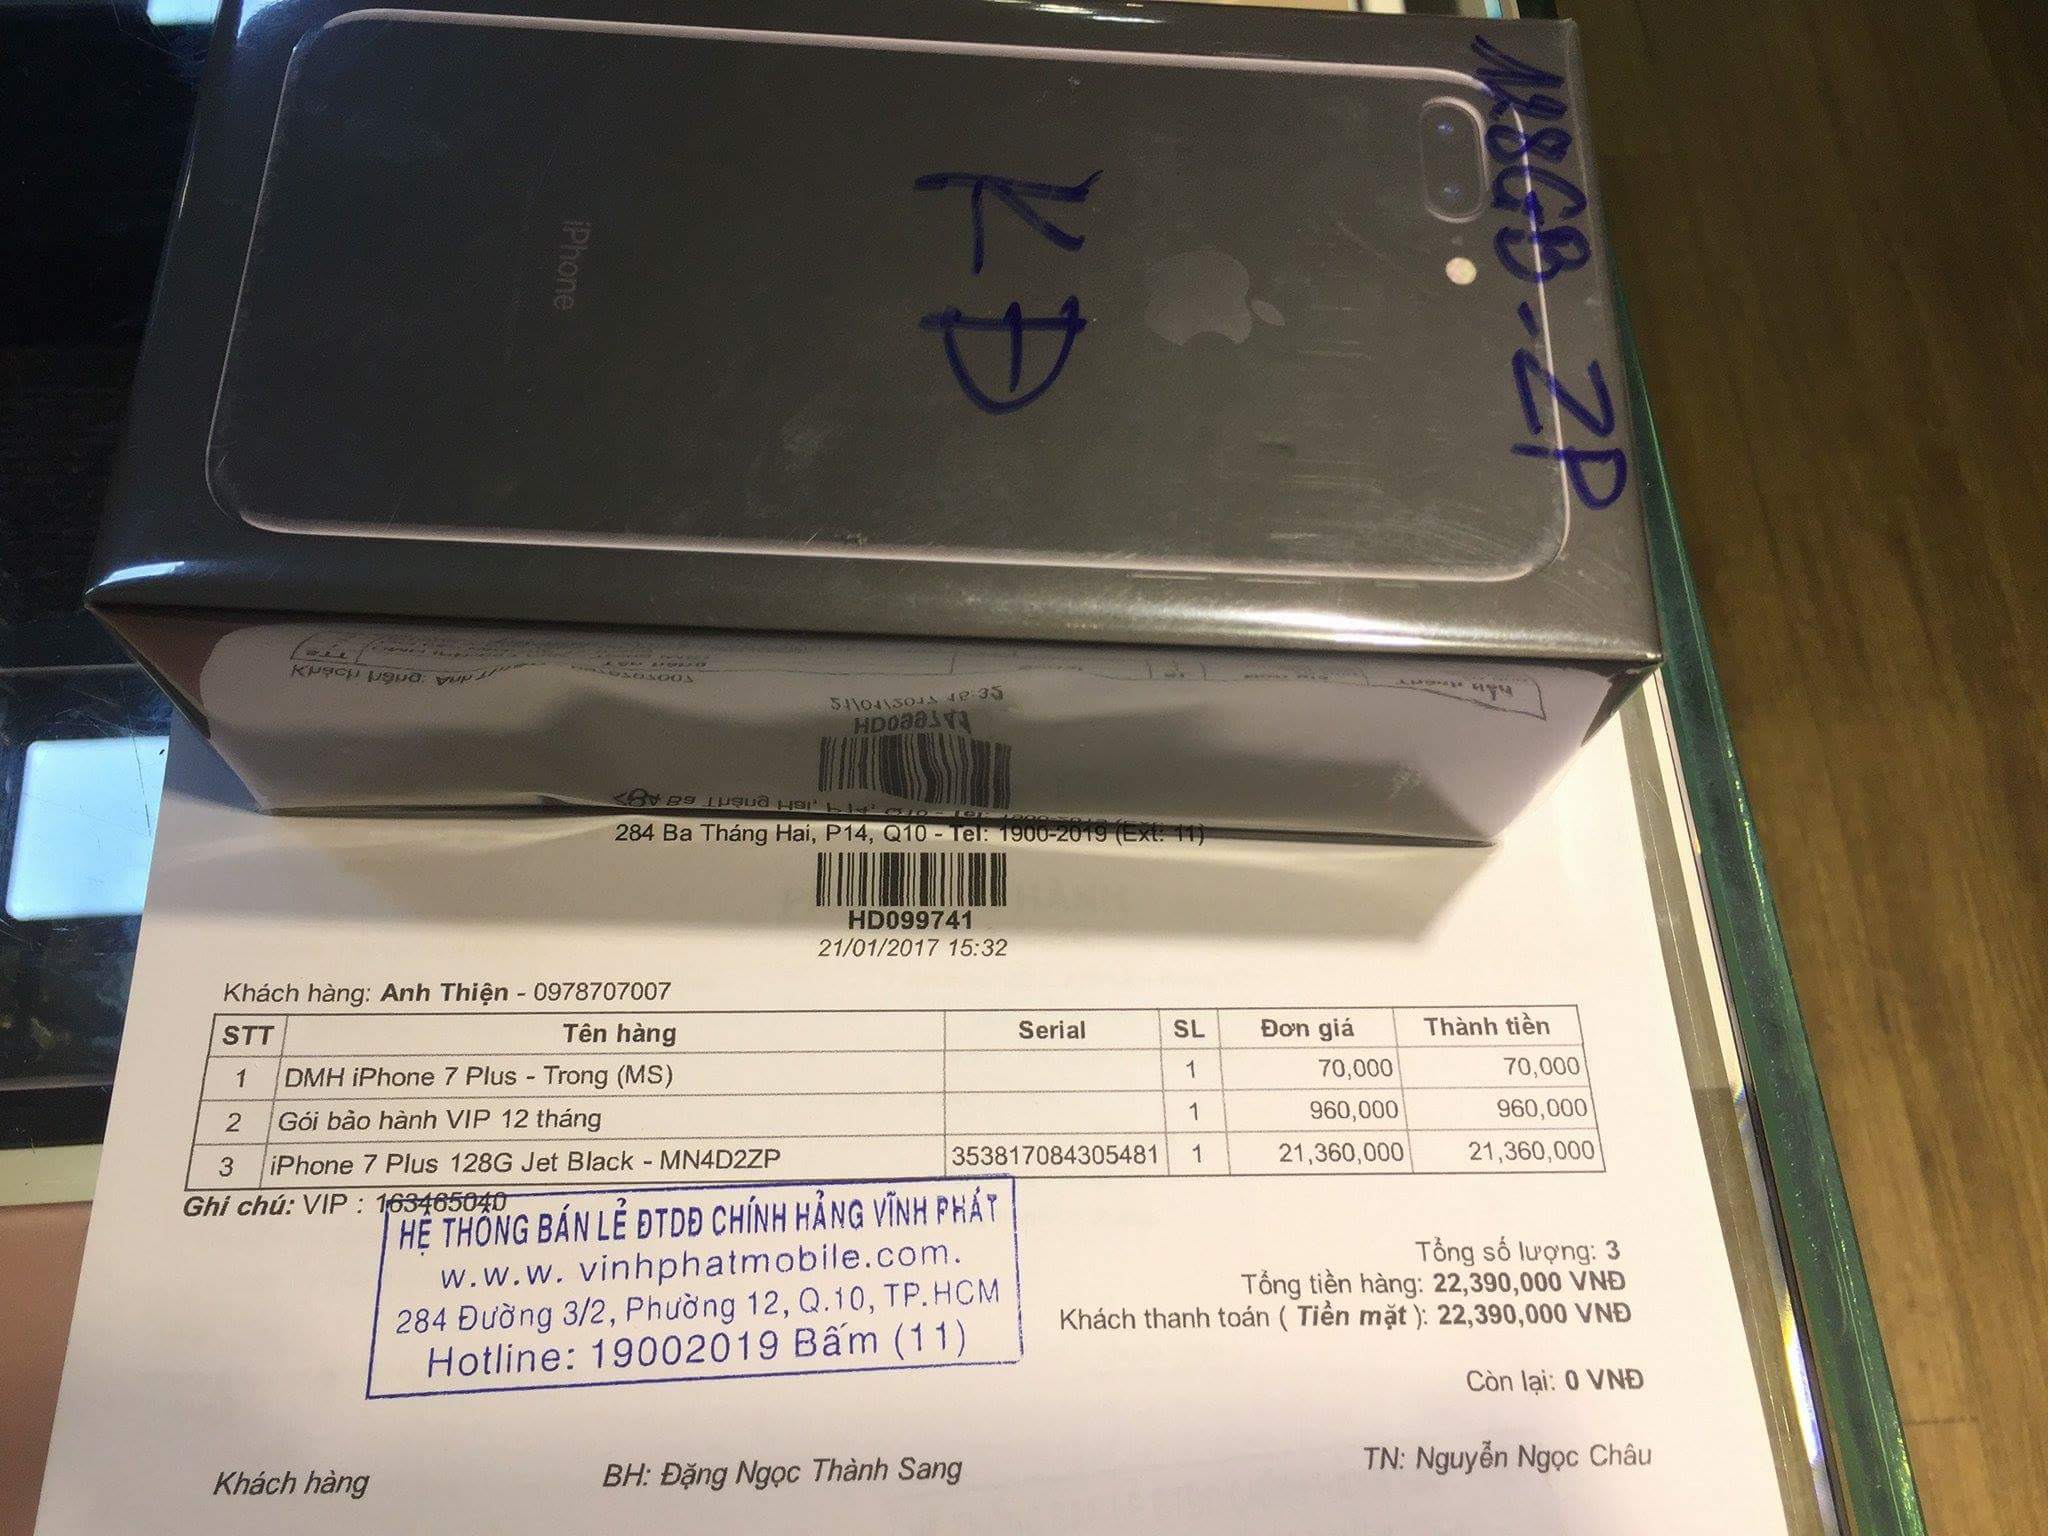 128GB - ZP
KĐ
iPhone
284 Ba Tháng Hai, P14, Q10 - Tel: 1900-2019 (Ext: 11)
HD099741
21/01/2017 15:32
Khách hàng: Anh Thiện - 0978707007
STT Tên hàng Serial SL Đơn giá Thành tiền
1 DMH iPhone 7 Plus - Trong (MS) 1 70,000 70,000
2 Gói bảo hành VIP 12 tháng 1 960,000 960,000
3 iPhone 7 Plus 128G Jet Black - MN4D2ZP 353817084305481 1 21,360,000 21,360,000
Ghi chú: VIP : 163465040
HỆ THỐNG BÁN LẺ ĐTDĐ CHÍNH HẢNG VĨNH PHÁT
w.w.w. vinhphatmobile.com.
284 Đường 3/2, Phường 12, Q.10, TP.HCM
Hotline: 19002019 Bấm (11)
Tổng số lượng: 3
Tổng tiền hàng: 22,390,000 VNĐ
Khách thanh toán ( Tiền mặt ): 22,390,000 VNĐ
Còn lại: 0 VNĐ
Khách hàng BH: Đặng Ngọc Thành Sang TN: Nguyễn Ngọc Châu